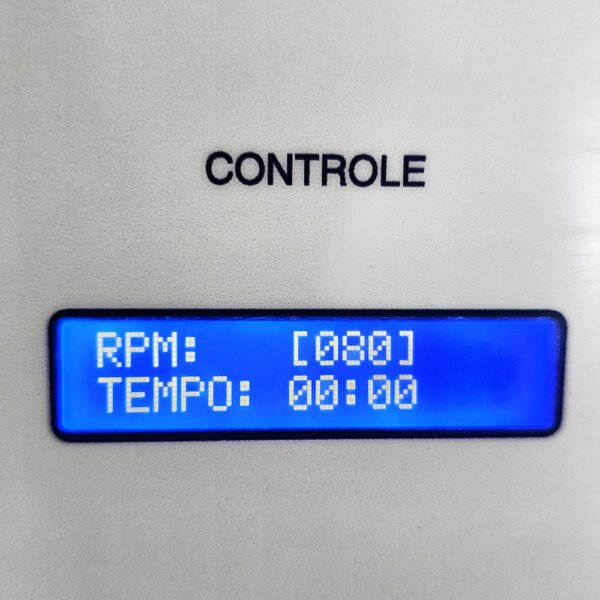 CONTROLE
RPM: [080]
TEMPO: 00:00